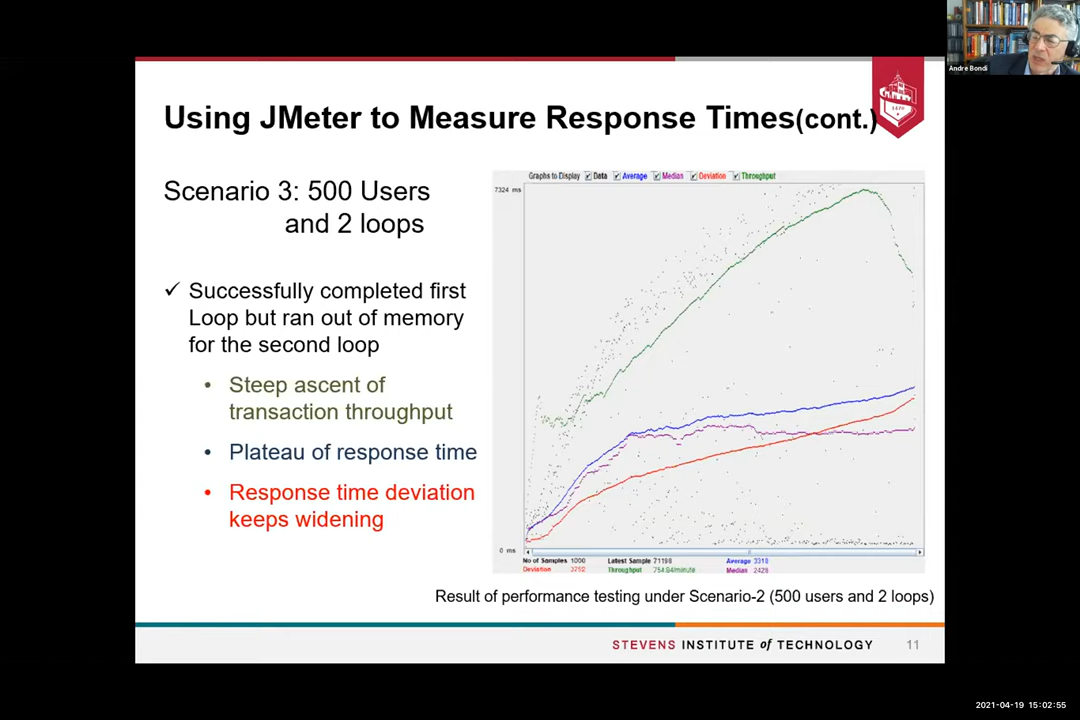 André Bondi
Using JMeter to Measure Response Times(cont.)
Scenario 3: 500 Users
and 2 loops
✓ Successfully completed first
Loop but ran out of memory
for the second loop
• Steep ascent of
transaction throughput
• Plateau of response time
• Response time deviation
keeps widening
Graphs to Display Data Average Median Deviation Throughput
7324 ms
0 ms
No of Samples 1000 Latest Sample 71198 Average 3318
Deviation 3792 Throughput 754.94/minute Median 2428
Result of performance testing under Scenario-2 (500 users and 2 loops)
STEVENS INSTITUTE of TECHNOLOGY 11
1870
2021-04-19 15:02:55